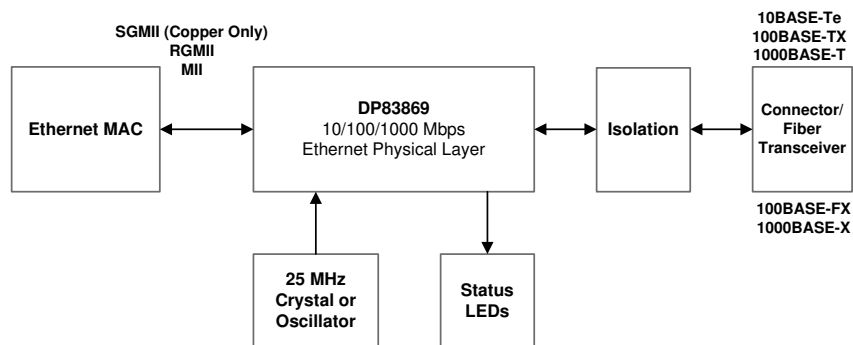 SGMII (Copper Only)
RGMII
MII
10BASE-Te
100BASE-TX
1000BASE-T
Ethernet MAC
DP83869
10/100/1000 Mbps
Ethernet Physical Layer
Isolation
Connector/
Fiber
Transceiver
100BASE-FX
1000BASE-X
25 MHz
Crystal or
Oscillator
Status
LEDs